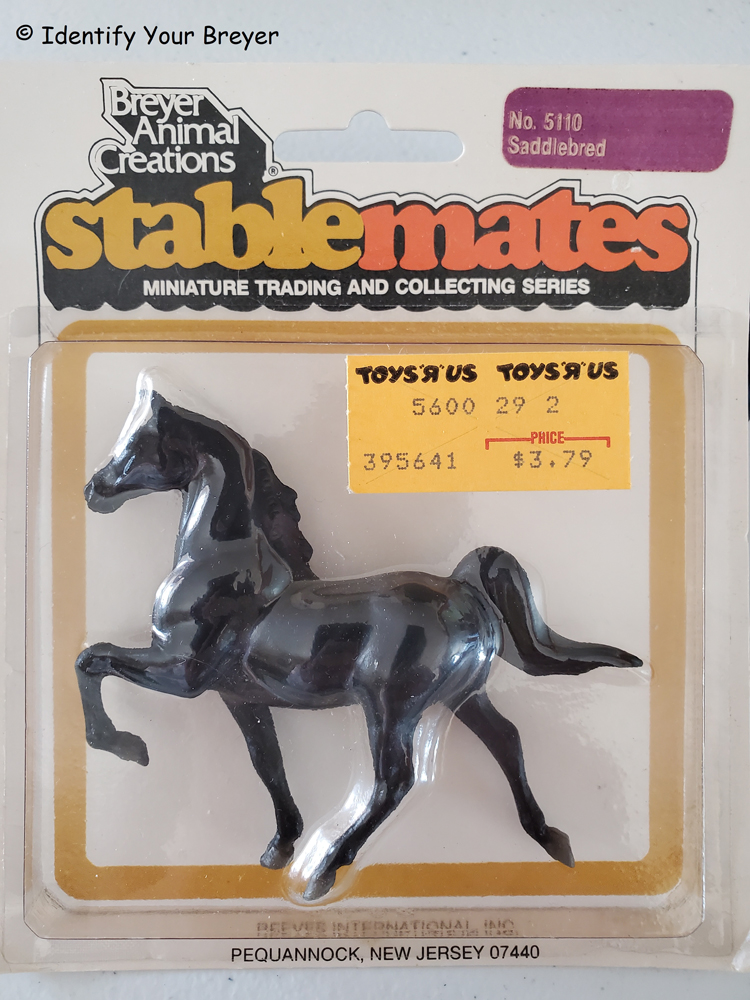 © Identify Your Breyer
Breyer
Animal
Creations®
No. 5110
Saddlebred
stablemates
MINIATURE TRADING AND COLLECTING SERIES
TOYS"R"US TOYS"R"US
5600 29 2
PRICE
395641 $3.79
REEVES INTERNATIONAL, INC.
PEQUANNOCK, NEW JERSEY 07440